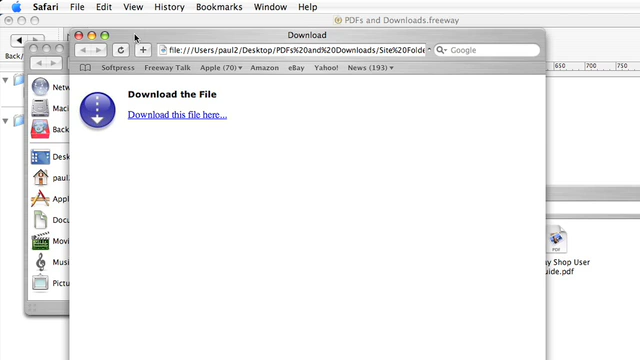 Safari File Edit View History Bookmarks Window Help
PDFs and Downloads.freeway
Download
file:///Users/paul2/Desktop/PDFs%20and%20Downloads/Site%20Folde
Google
Back/
Softpress Freeway Talk Apple (70) Amazon eBay Yahoo! News (193)
650 700 750
Download the File
Download this file here...
Netw
Maci
Back
Desk
paul
App
Docu
Movi
Musi
Pictu
y Shop User
uide.pdf